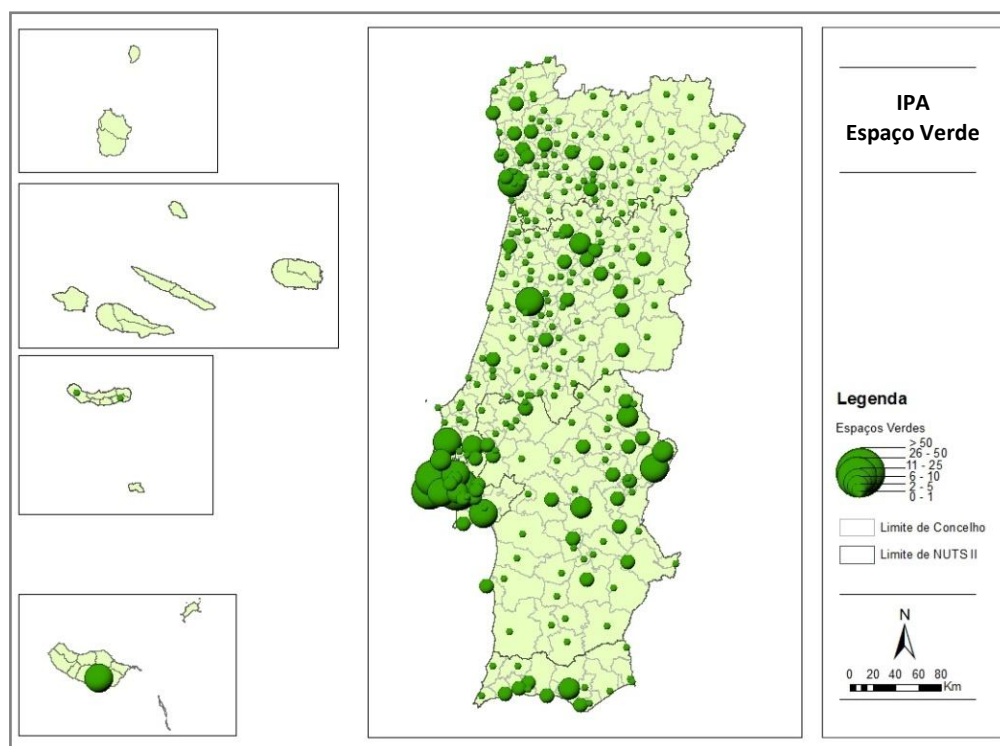 IPA
Espaço Verde
Legenda
Espaços Verdes
> 50
26 - 50
11 - 25
6 - 10
2 - 5
0 - 1
Limite de Concelho
Limite de NUTS II
N
0 20 40 60 80
Km